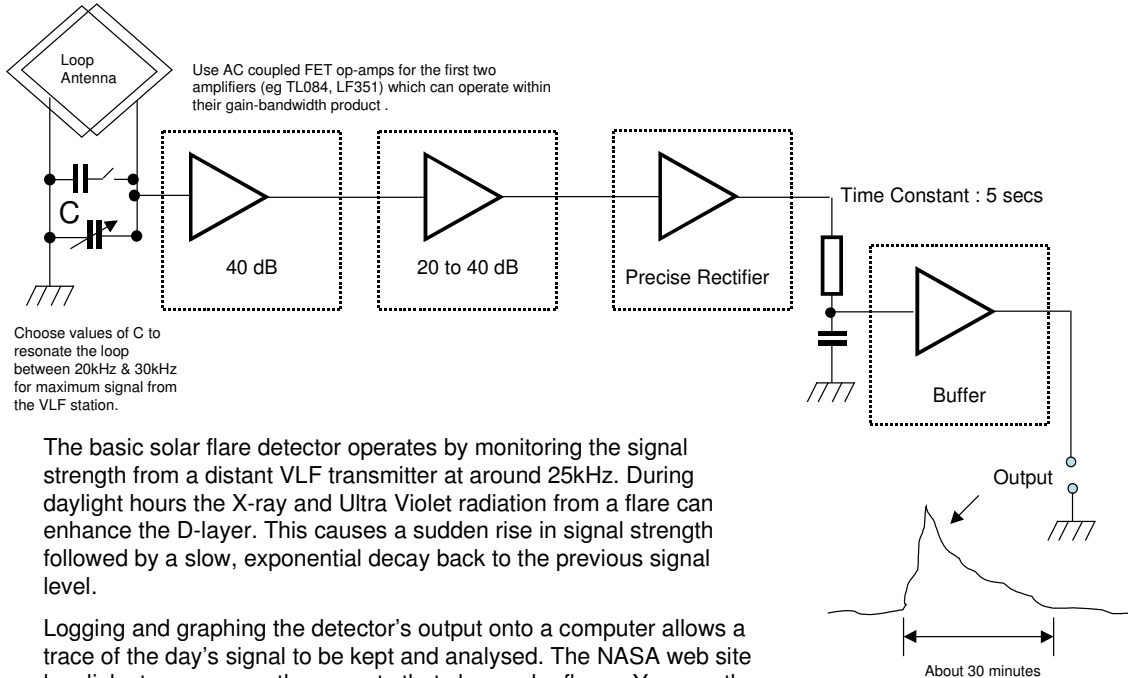 Loop
Antenna
Use AC coupled FET op-amps for the first two
amplifiers (eg TL084, LF351) which can operate within
their gain-bandwidth product .
C
40 dB
20 to 40 dB
Precise Rectifier
Time Constant : 5 secs
Buffer
Choose values of C to
resonate the loop
between 20kHz & 30kHz
for maximum signal from
the VLF station.
Output
About 30 minutes
The basic solar flare detector operates by monitoring the signal
strength from a distant VLF transmitter at around 25kHz. During
daylight hours the X-ray and Ultra Violet radiation from a flare can
enhance the D-layer. This causes a sudden rise in signal strength
followed by a slow, exponential decay back to the previous signal
level.
Logging and graphing the detector's output onto a computer allows a
trace of the day's signal to be kept and analysed. The NASA web site